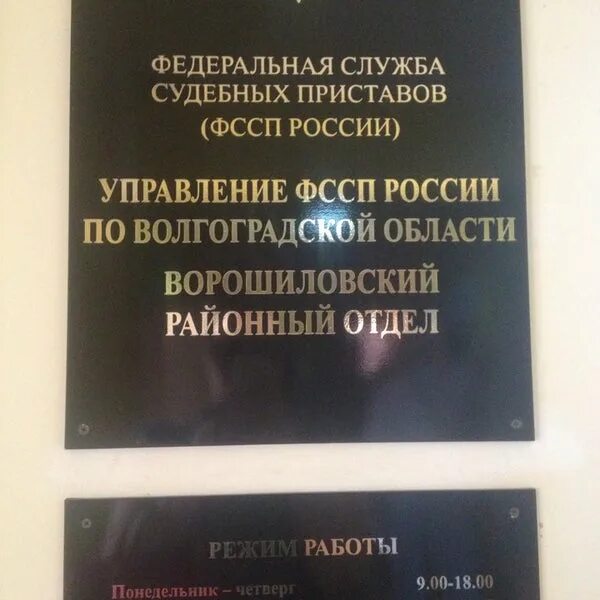 ФЕДЕРАЛЬНАЯ СЛУЖБА
СУДЕБНЫХ ПРИСТАВОВ
(ФССП РОССИИ)
УПРАВЛЕНИЕ ФССП РОССИИ
ПО ВОЛГОГРАДСКОЙ ОБЛАСТИ
ВОРОШИЛОВСКИЙ
РАЙОННЫЙ ОТДЕЛ
РЕЖИМ РАБОТЫ
Понедельник – четверг 9.00-18.00